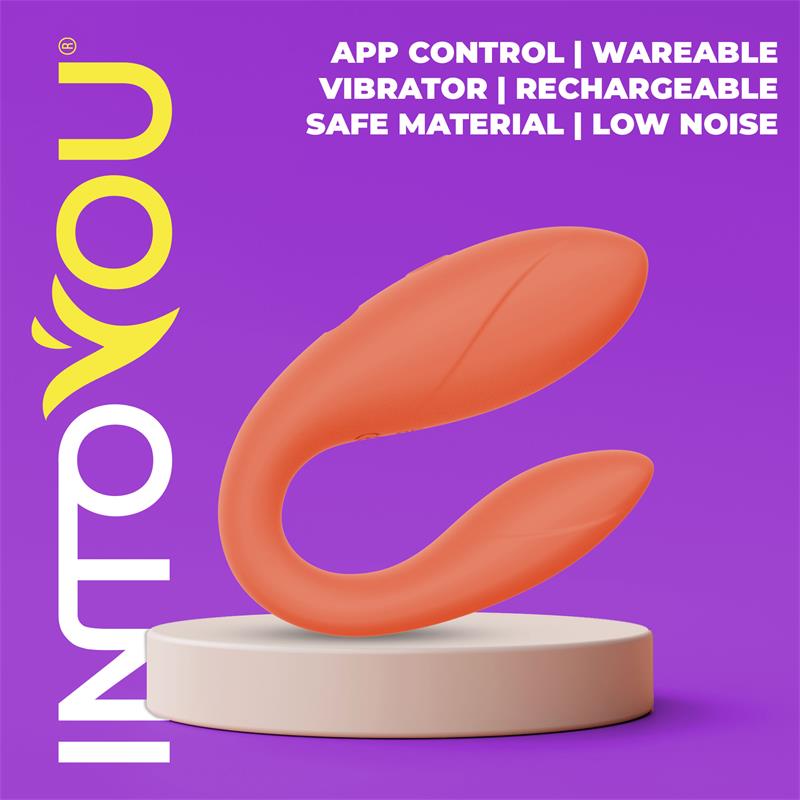 APP CONTROL | WAREABLE
VIBRATOR | RECHARGEABLE
SAFE MATERIAL | LOW NOISE
INTOYOU®